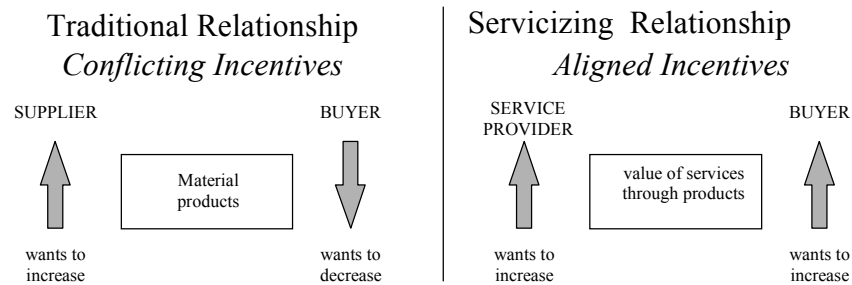 Traditional Relationship
Conflicting Incentives
SUPPLIER
BUYER
Material
products
wants to
increase
wants to
decrease
Servicizing Relationship
Aligned Incentives
SERVICE
PROVIDER
BUYER
value of services
through products
wants to
increase
wants to
increase